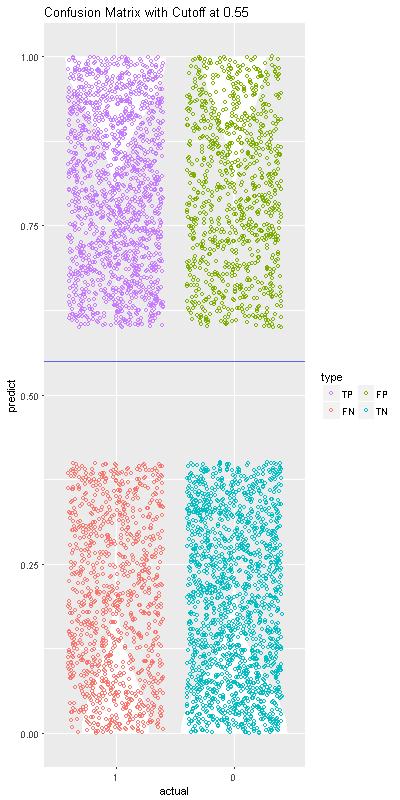 Confusion Matrix with Cutoff at 0.55
1.00
0.75
0.50
0.25
0.00
predict
1 0
actual
type
TP FP
FN TN